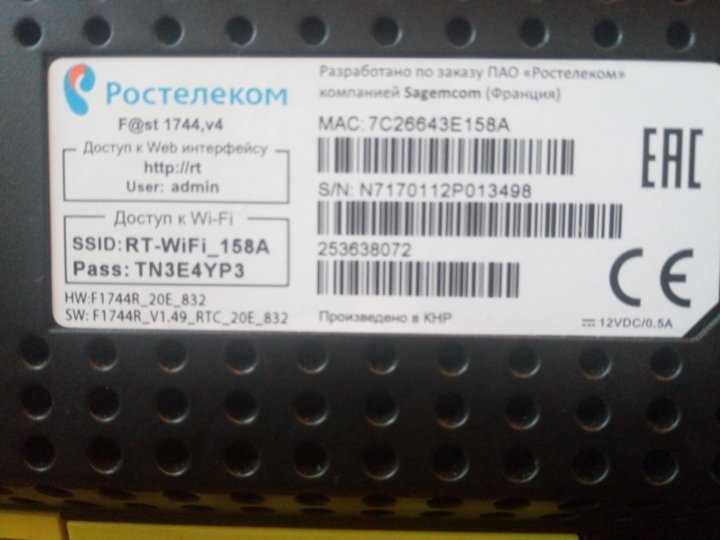 Ростелеком
F@st 1744,v4
Доступ к Web интерфейсу
http://rt
User: admin
Доступ к Wi-Fi
SSID: RT-WiFi_158A
Pass: TN3E4YP3
HW:F1744R_20E_832
SW: F1744R_V1.49_RTC_20E_832
Разработано по заказу ПАО «Ростелеком»
компанией Sagemcom (Франция)
MAC: 7C26643E158A
S/N: N7170112P013498
253638072
Произведено в КНР
EAC
CE
12VDC/0.5A